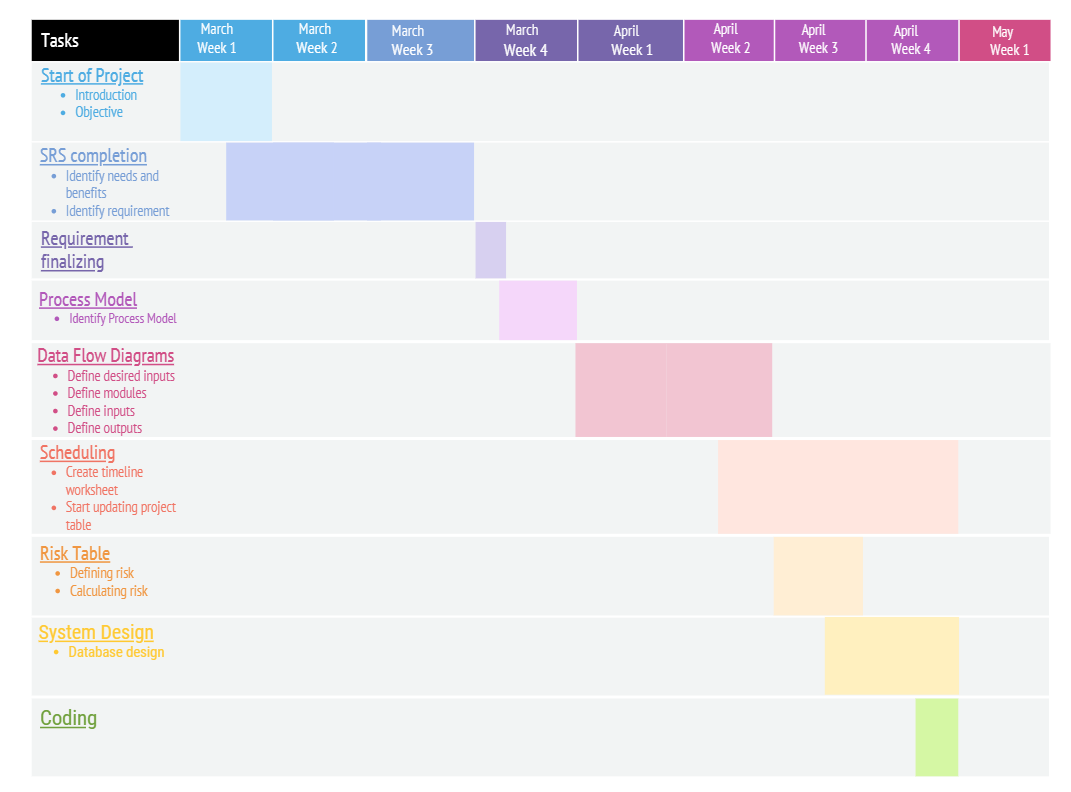 Tasks
March
Week 1
March
Week 2
March
Week 3
March
Week 4
April
Week 1
April
Week 2
April
Week 3
April
Week 4
May
Week 1
Start of Project
• Introduction
• Objective
SRS completion
• Identify needs and
benefits
• Identify requirement
Requirement
finalizing
Process Model
• Identify Process Model
Data Flow Diagrams
• Define desired inputs
• Define modules
• Define inputs
• Define outputs
Scheduling
• Create timeline
worksheet
• Start updating project
table
Risk Table
• Defining risk
• Calculating risk
System Design
• Database design
Coding